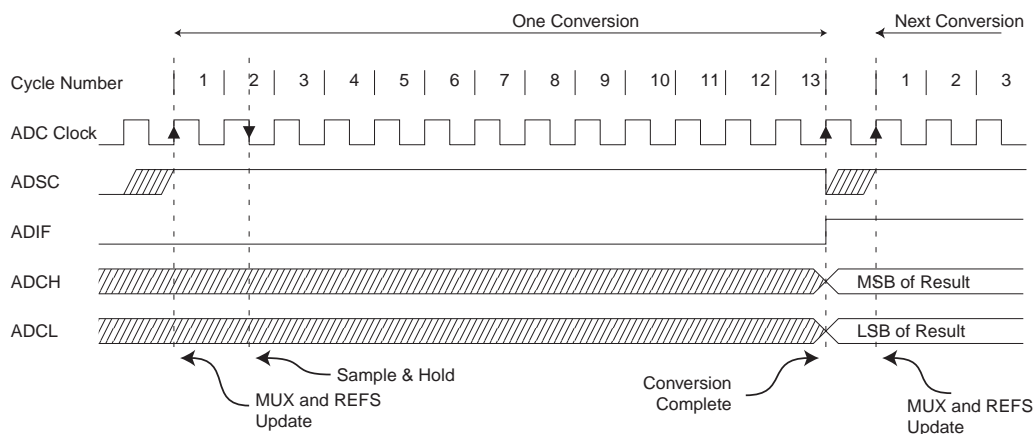 One Conversion Next Conversion
Cycle Number 1 2 3 4 5 6 7 8 9 10 11 12 13 1 2 3
ADC Clock
ADSC
ADIF
ADCH MSB of Result
ADCL LSB of Result
Sample & Hold
MUX and REFS
Update
Conversion
Complete
MUX and REFS
Update